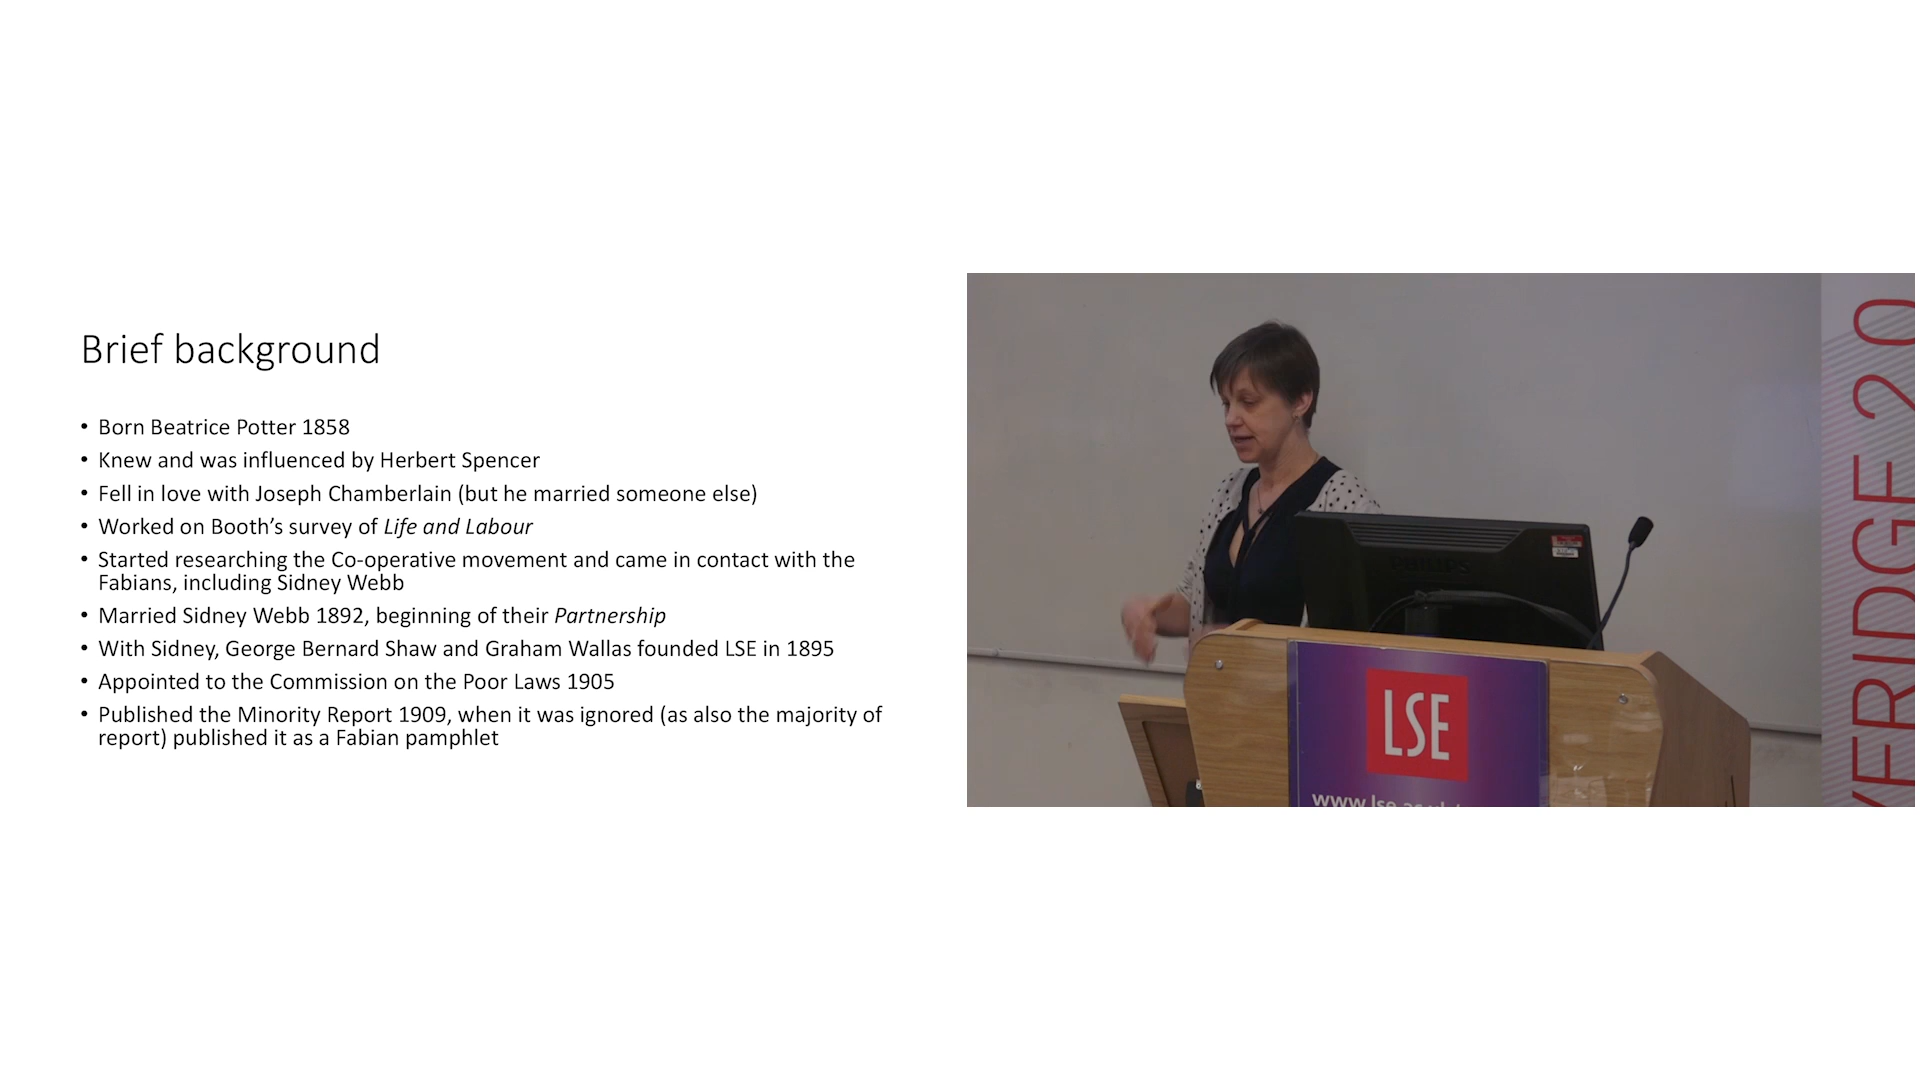 Brief background
• Born Beatrice Potter 1858
• Knew and was influenced by Herbert Spencer
• Fell in love with Joseph Chamberlain (but he married someone else)
• Worked on Booth’s survey of Life and Labour
• Started researching the Co-operative movement and came in contact with the
Fabians, including Sidney Webb
• Married Sidney Webb 1892, beginning of their Partnership
• With Sidney, George Bernard Shaw and Graham Wallas founded LSE in 1895
• Appointed to the Commission on the Poor Laws 1905
• Published the Minority Report 1909, when it was ignored (as also the majority of
report) published it as a Fabian pamphlet
PHILIPS
LSE
VERIDGE 2.0